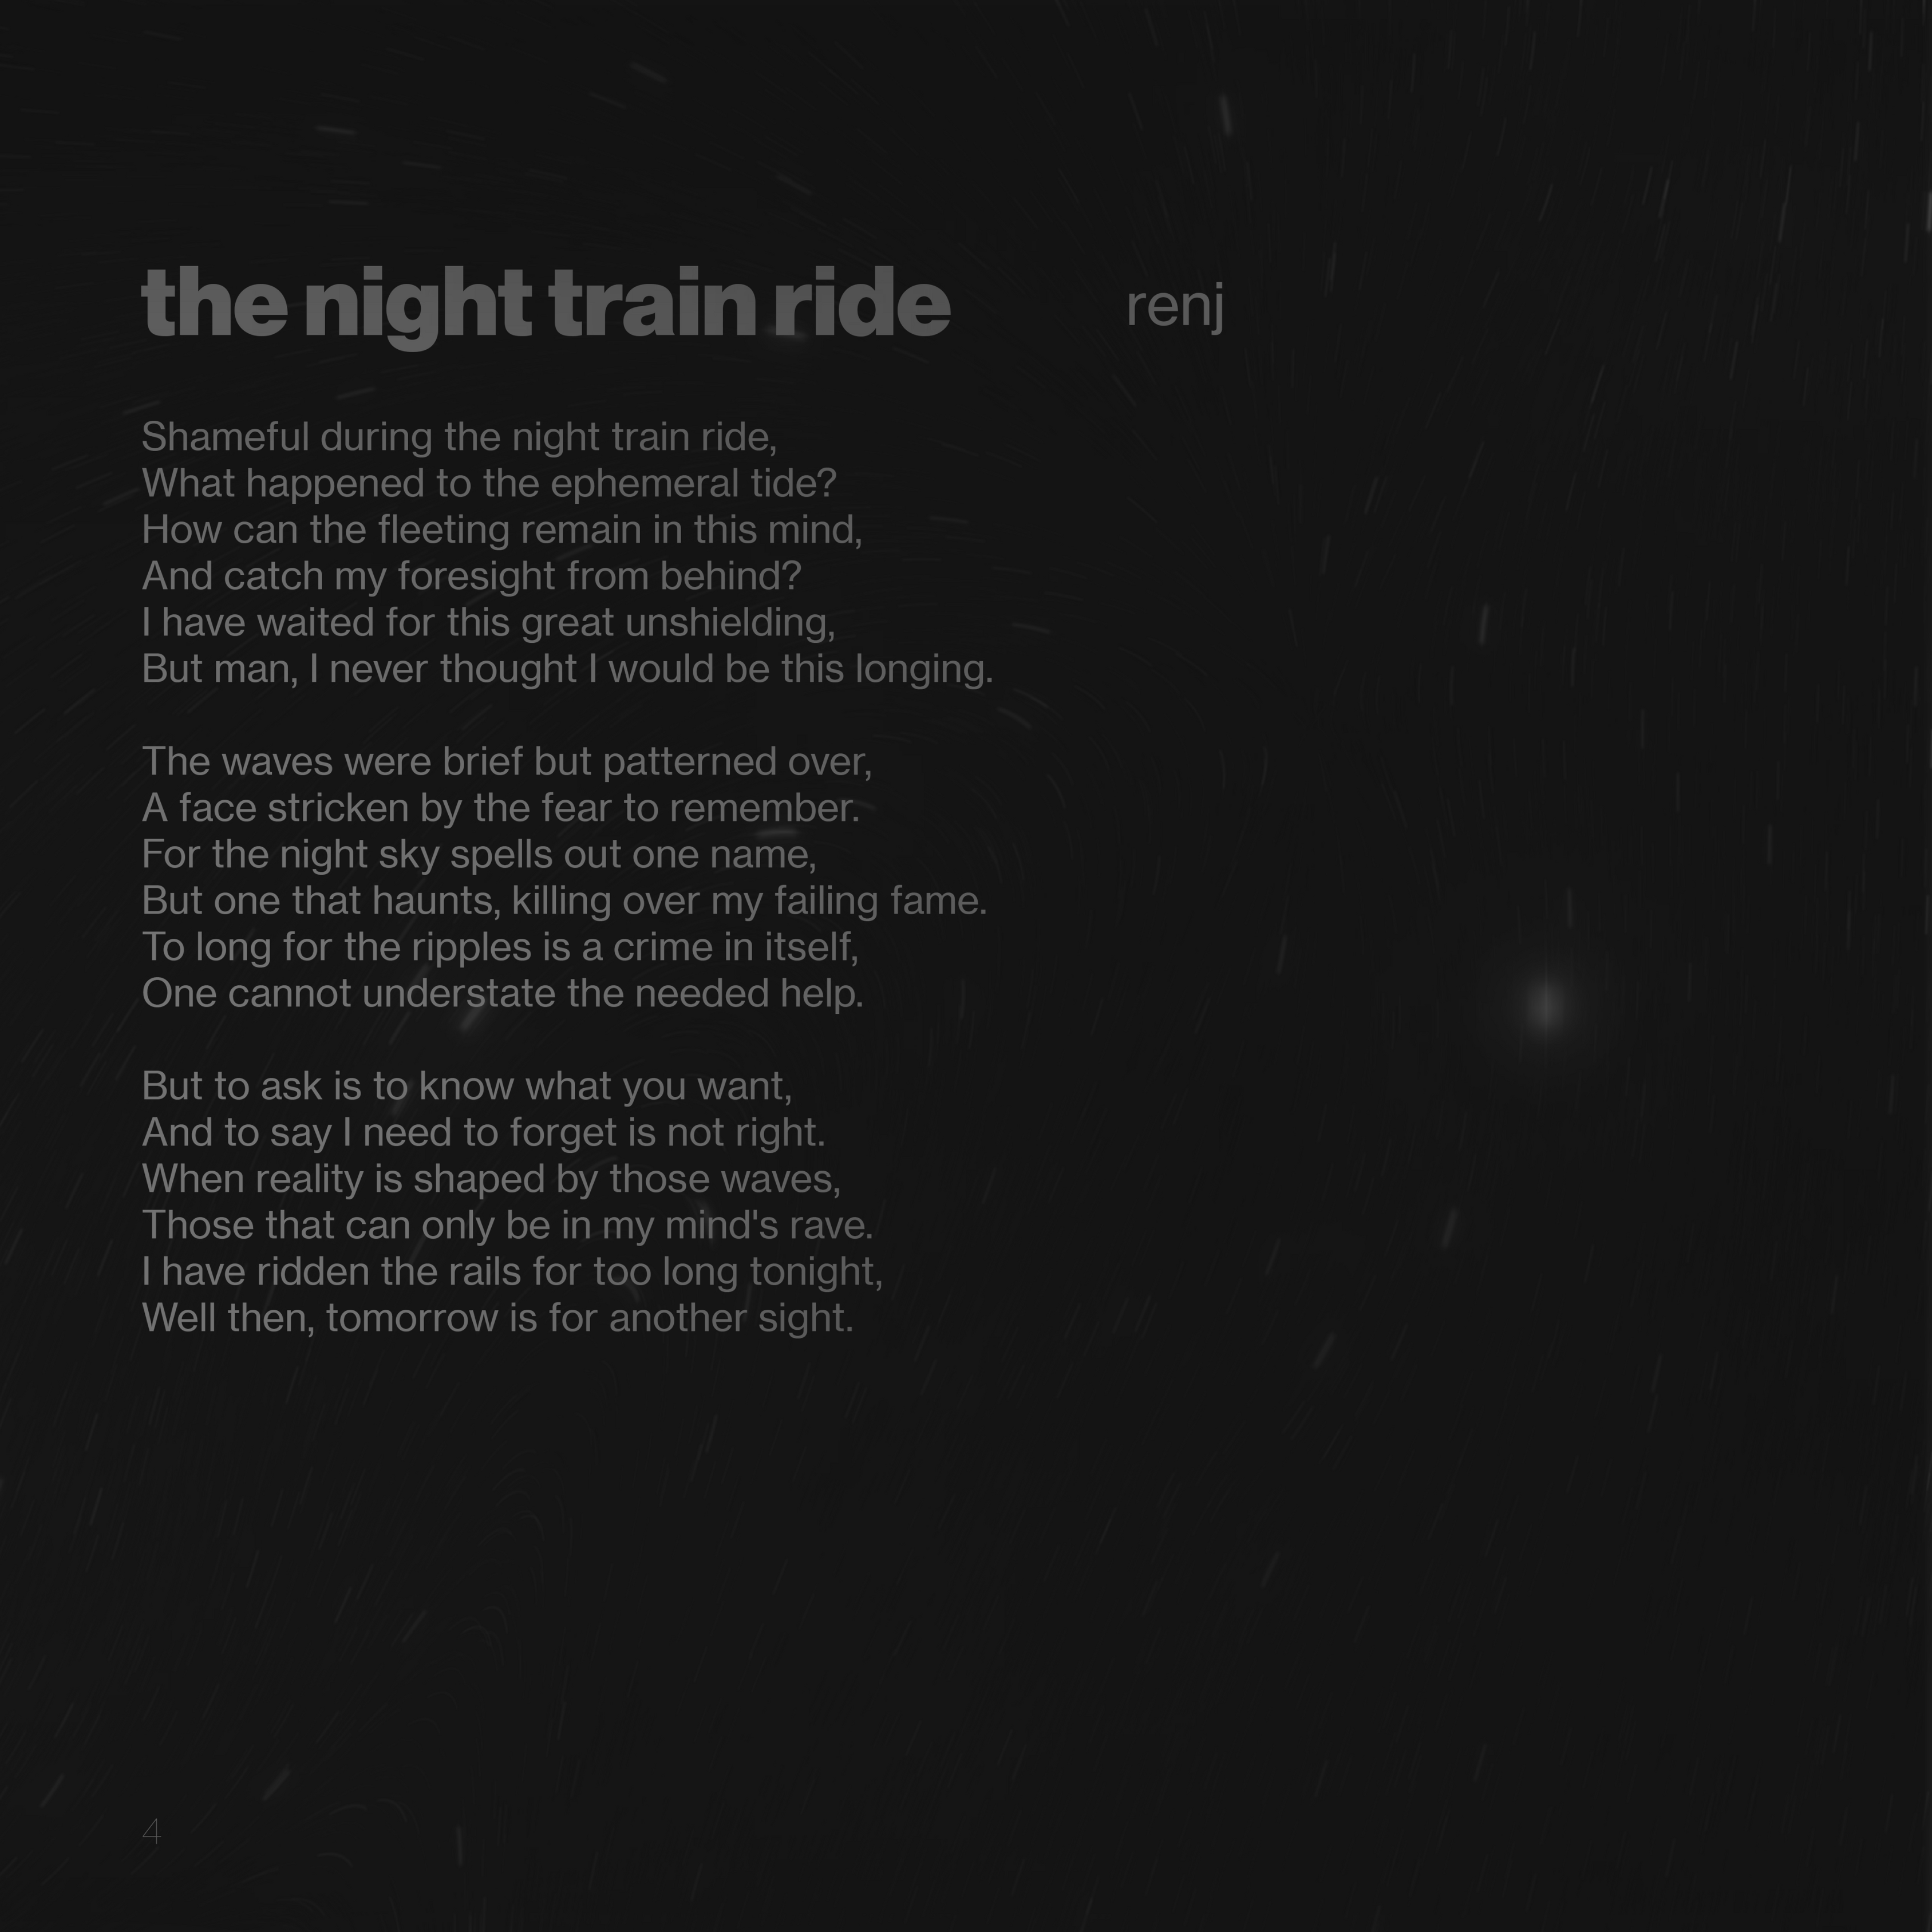 the night train ride renj
Shameful during the night train ride,
What happened to the ephemeral tide?
How can the fleeting remain in this mind,
And catch my foresight from behind?
I have waited for this great unshielding,
But man, I never thought I would be this longing.
The waves were brief but patterned over,
A face stricken by the fear to remember.
For the night sky spells out one name,
But one that haunts, killing over my failing fame.
To long for the ripples is a crime in itself,
One cannot understate the needed help.
But to ask is to know what you want,
And to say I need to forget is not right.
When reality is shaped by those waves,
Those that can only be in my mind's rave.
I have ridden the rails for too long tonight,
Well then, tomorrow is for another sight.
4